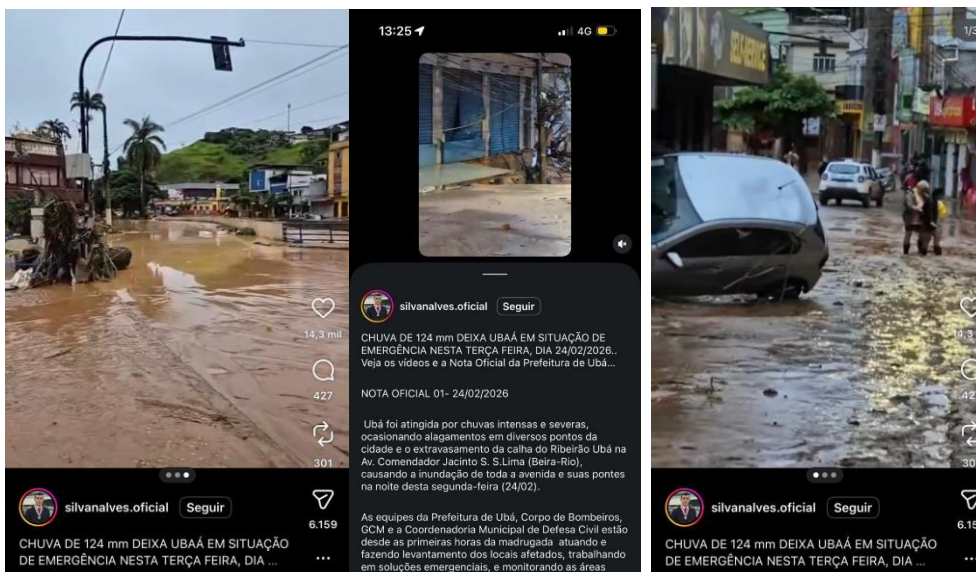 14,3 mil
427
301
silvanalves.oficial Seguir
6.159
CHUVA DE 124 mm DEIXA UBAÁ EM SITUAÇÃO
DE EMERGÊNCIA NESTA TERÇA FEIRA, DIA ...
13:25
4G
silvanalves.oficial Seguir
CHUVA DE 124 mm DEIXA UBAÁ EM SITUAÇÃO DE
EMERGÊNCIA NESTA TERÇA FEIRA, DIA 24/02/2026..
Veja os vídeos e a Nota Oficial da Prefeitura de Ubá...
NOTA OFICIAL 01- 24/02/2026
Ubá foi atingida por chuvas intensas e severas,
ocasionando alagamentos em diversos pontos da
cidade e o extravasamento da calha do Ribeirão Ubá na
Av. Comendador Jacinto S. S.Lima (Beira-Rio),
causando a inundação de toda a avenida e suas pontes
na noite desta segunda-feira (24/02).
As equipes da Prefeitura de Ubá, Corpo de Bombeiros,
GCM e a Coordenadoria Municipal de Defesa Civil estão
desde as primeiras horas da madrugada atuando e
fazendo levantamento dos locais afetados, trabalhando
em soluções emergenciais, e monitorando as áreas
SELF-SERVICE
1/3
silvanalves.oficial Seguir
CHUVA DE 124 mm DEIXA UBAÁ EM SITUAÇÃO
DE EMERGÊNCIA NESTA TERÇA FEIRA, DIA ...